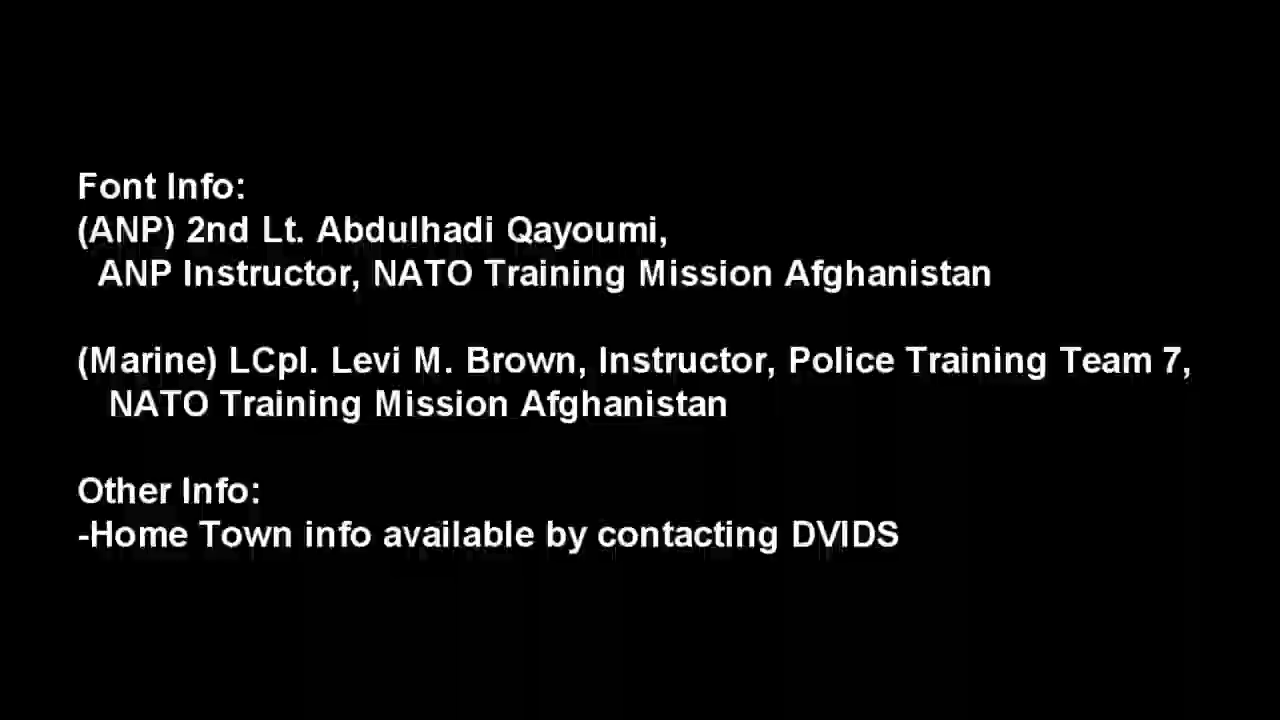 Font Info:
(ANP) 2nd Lt. Abdulhadi Qayoumi,
ANP Instructor, NATO Training Mission Afghanistan
(Marine) LCpl. Levi M. Brown, Instructor, Police Training Team 7,
NATO Training Mission Afghanistan
Other Info:
-Home Town info available by contacting DVIDS